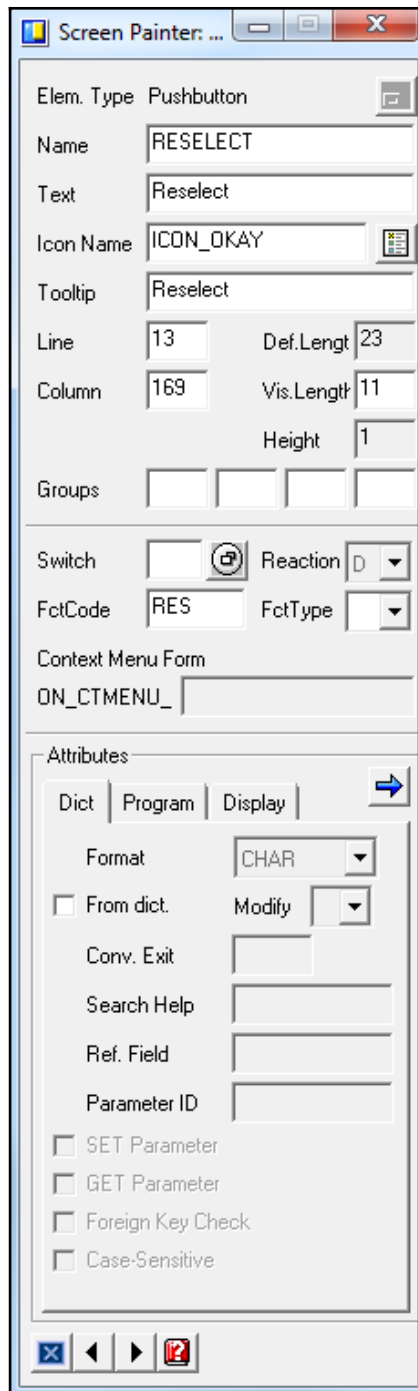 Screen Painter: ...
Elem. Type Pushbutton
Name RESELECT
Text Reselect
Icon Name ICON_OKAY
Tooltip Reselect
Line 13 Def.Lengt 23
Column 169 Vis.Length 11
Height 1
Groups
Switch Reaction D
FctCode RES FctType
Context Menu Form
ON_CTMENU_
Attributes
Dict Program Display
Format CHAR
From dict. Modify
Conv. Exit
Search Help
Ref. Field
Parameter ID
SET Parameter
GET Parameter
Foreign Key Check
Case-Sensitive